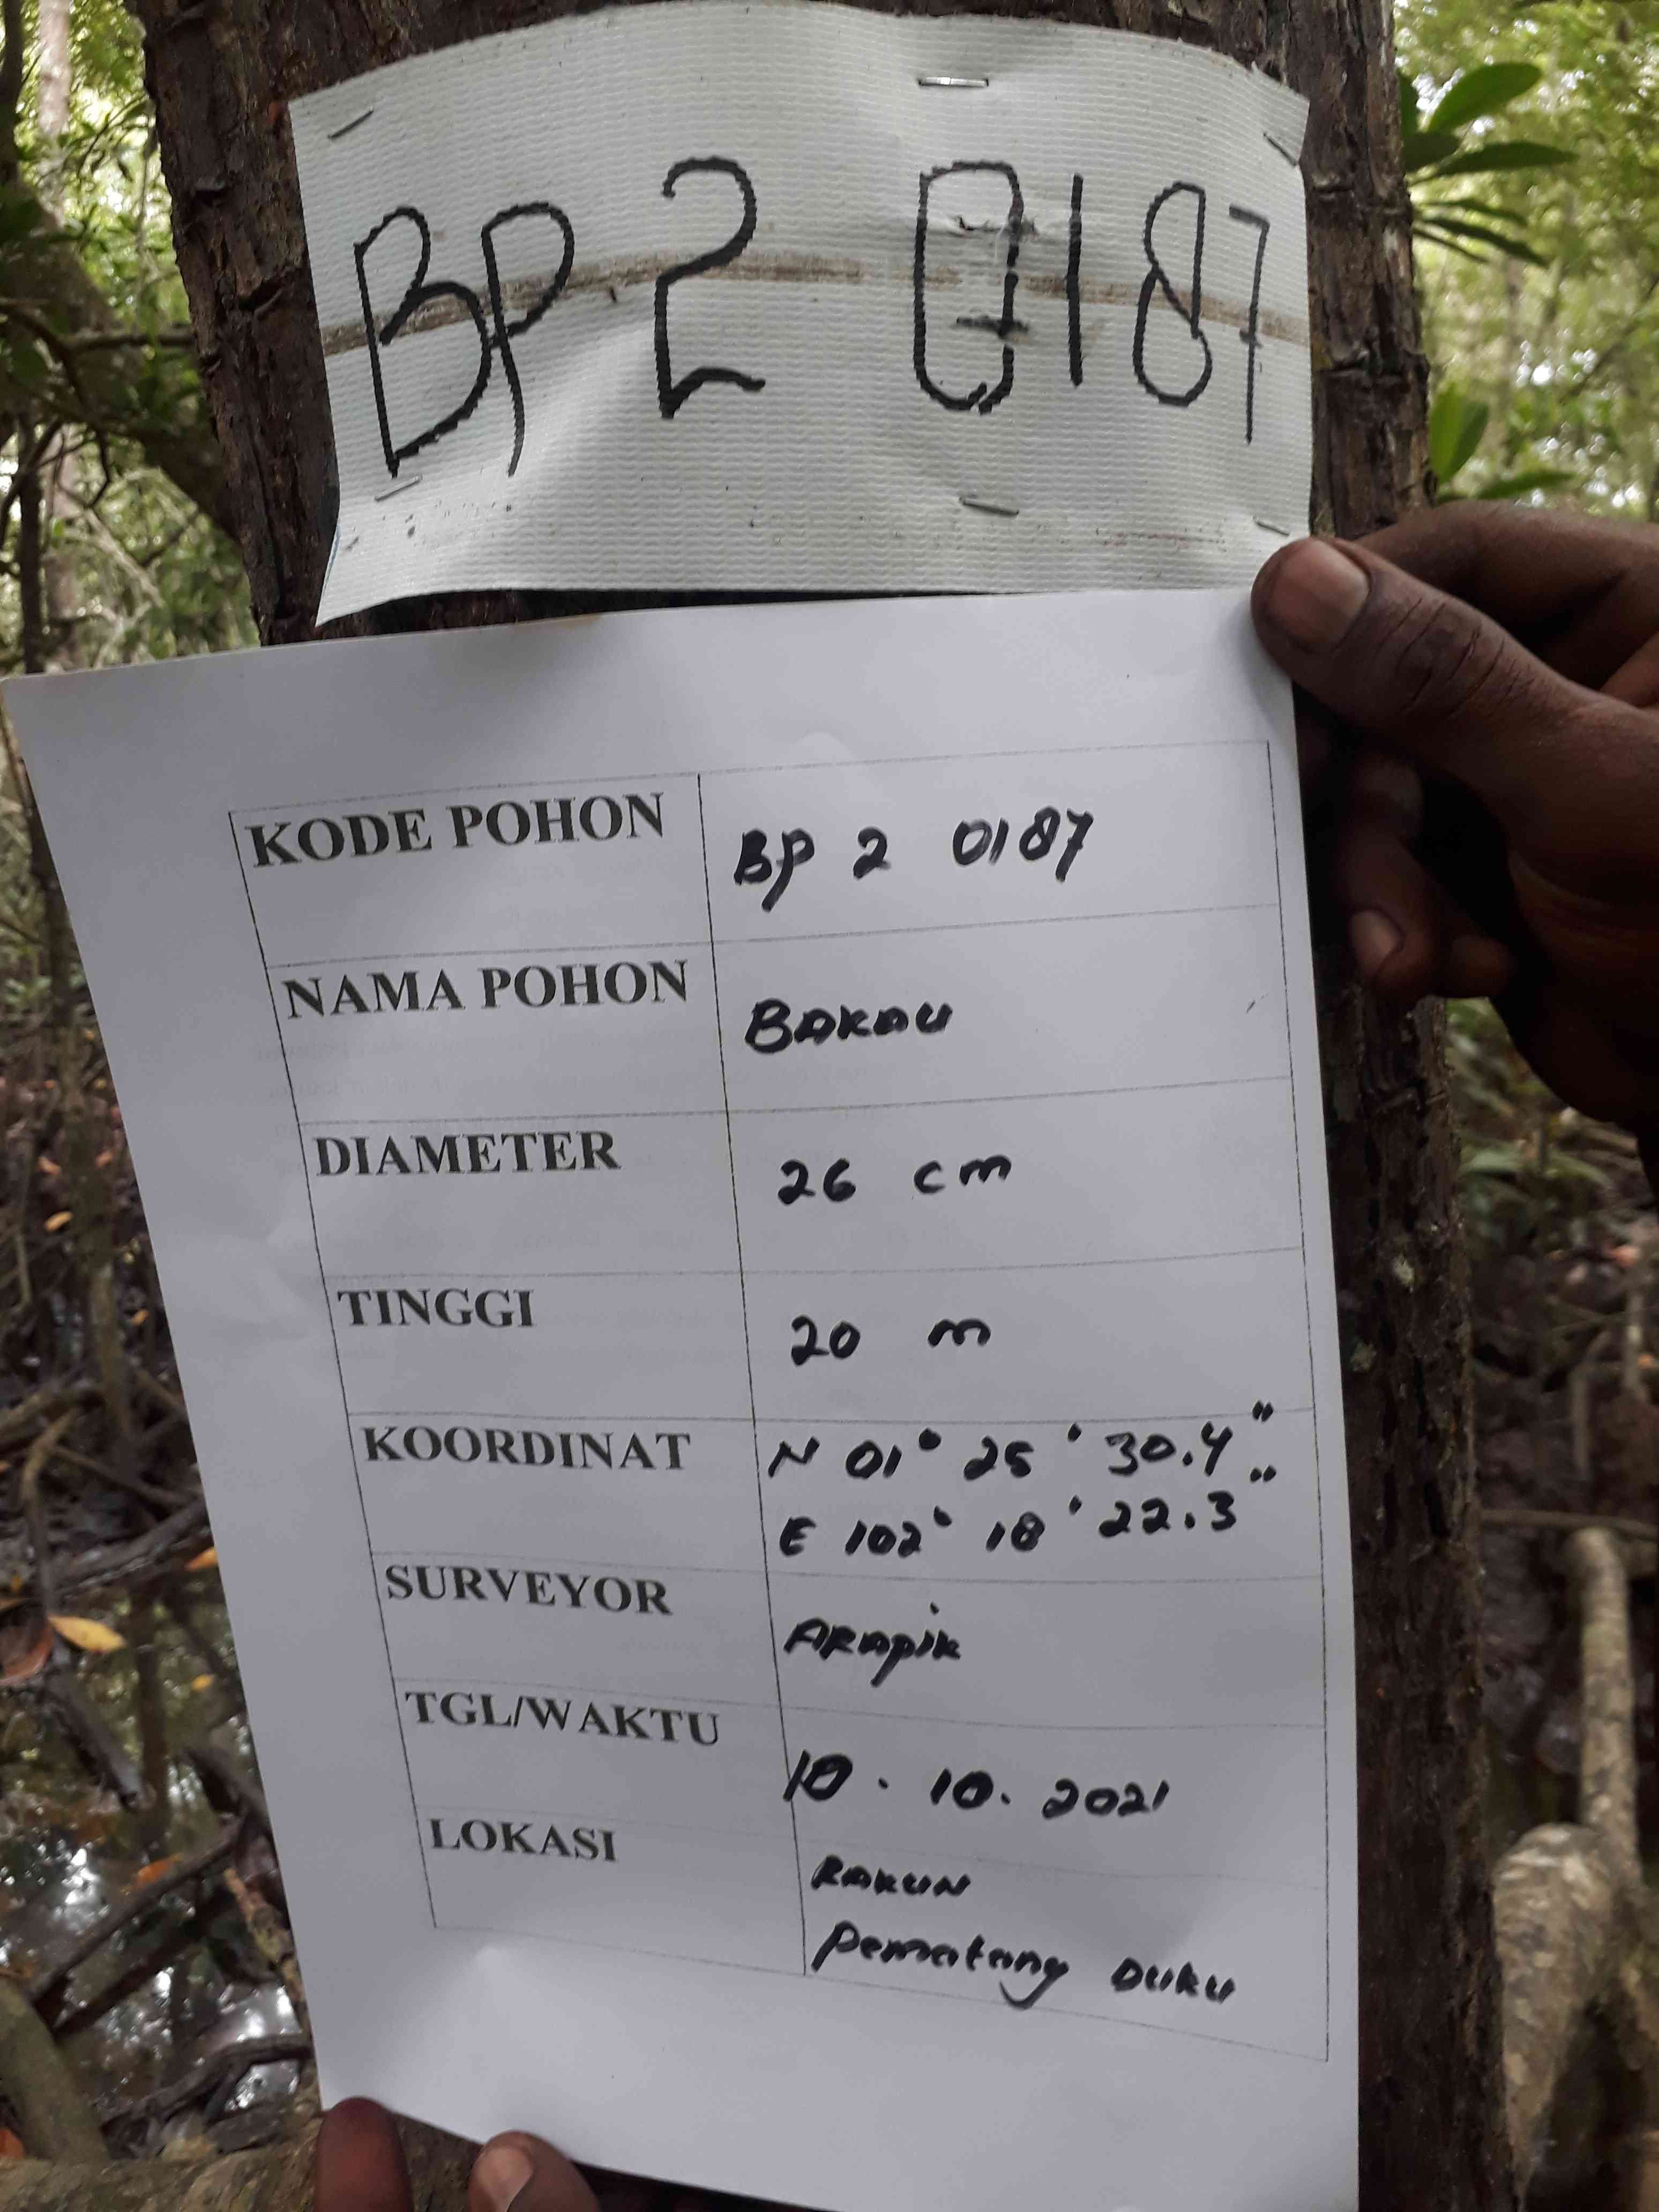 BP 2 0187
KODE POHON BP 2 0187
NAMA POHON BAKAU
DIAMETER 26 cm
TINGGI 20 m
KOORDINAT N 01° 25 ' 30.4 "
E 102° 18 ' 22.3 "
SURVEYOR ARAPIK
TGL/WAKTU 10 . 10 . 2021
LOKASI RAKUN
Pematang DUKU